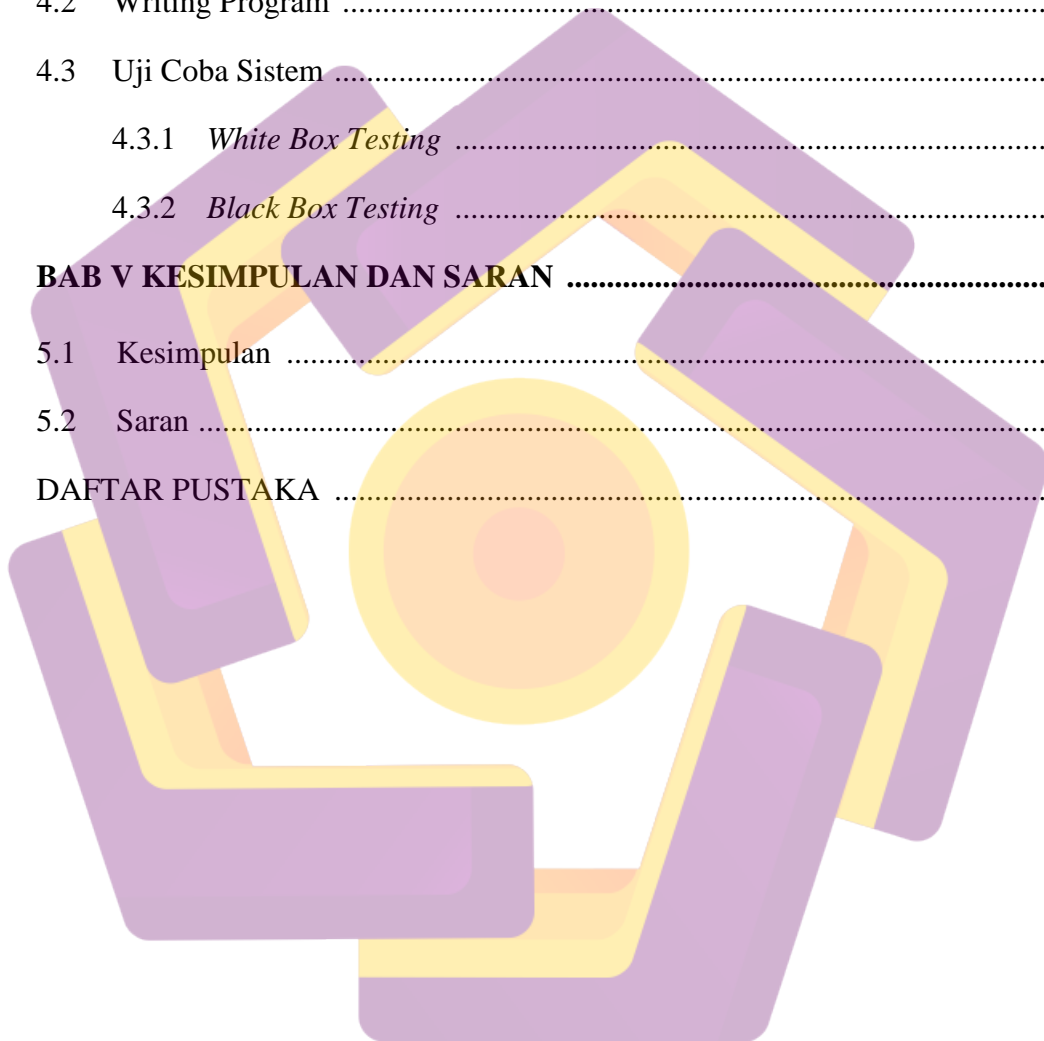 4.2 Writing Program ................................................................................
4.3 Uji Coba Sistem ................................................................................
4.3.1 White Box Testing ................................................................
4.3.2 Black Box Testing ................................................................
BAB V KESIMPULAN DAN SARAN ....................................................
5.1 Kesimpulan ......................................................................................
5.2 Saran ................................................................................................
DAFTAR PUSTAKA ................................................................................